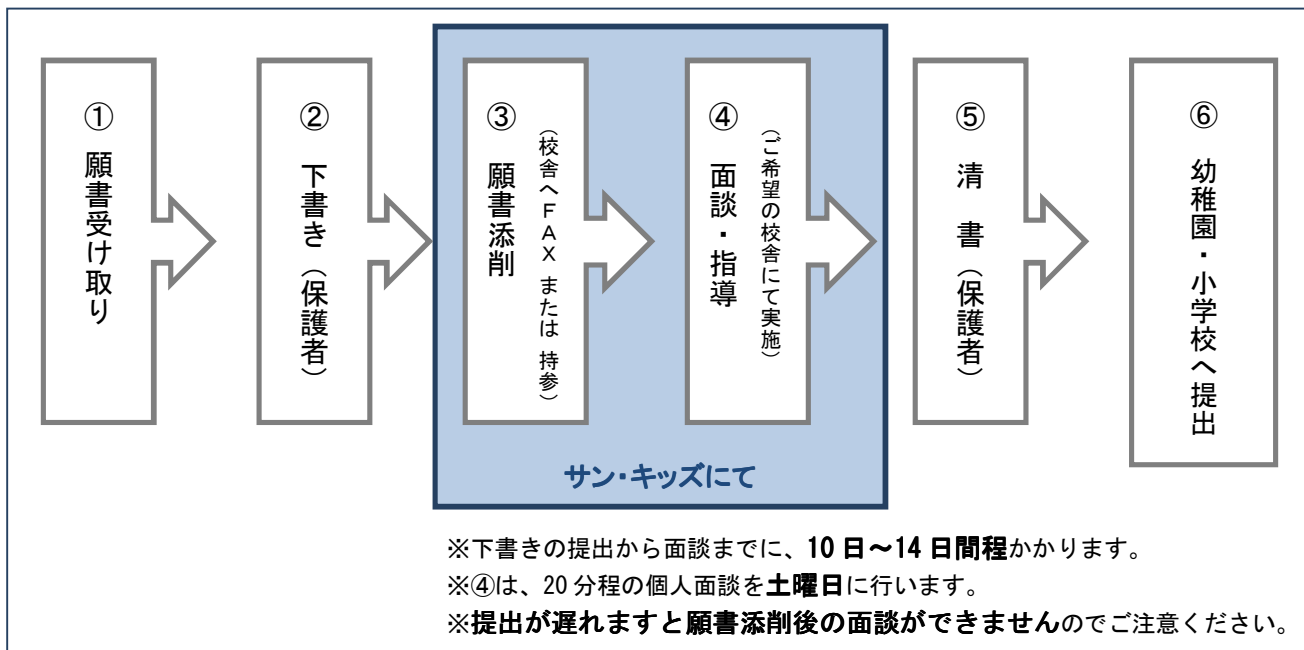 ①　願書受け取り
②　下書き（保護者）
③　願書添削
（校舎へＦＡＸ または 持参）
④　面談・指導
（ご希望の校舎にて実施）
⑤　清　書（保護者）
⑥　幼稚園・小学校へ提出
サン・キッズにて
※下書きの提出から面談までに、10日～14日間程かかります。
※④は、20分程の個人面談を土曜日に行います。
※提出が遅れますと願書添削後の面談ができませんのでご注意ください。